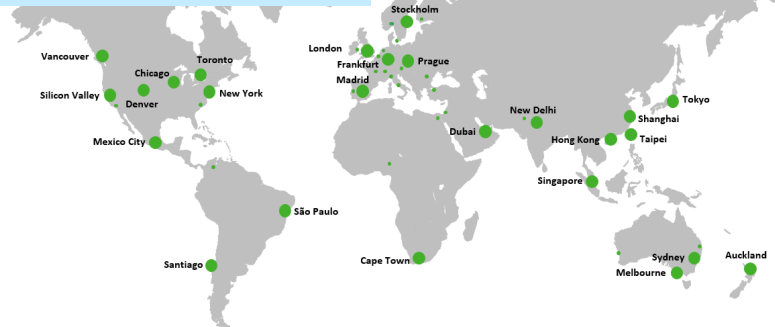 Stockholm
Vancouver
London
Toronto
Frankfurt
Prague
Chicago
Madrid
Silicon Valley
New York
Denver
Tokyo
New Delhi
Shanghai
Dubai
Mexico City
Hong Kong
Taipei
Singapore
São Paulo
Auckland
Sydney
Cape Town
Santiago
Melbourne